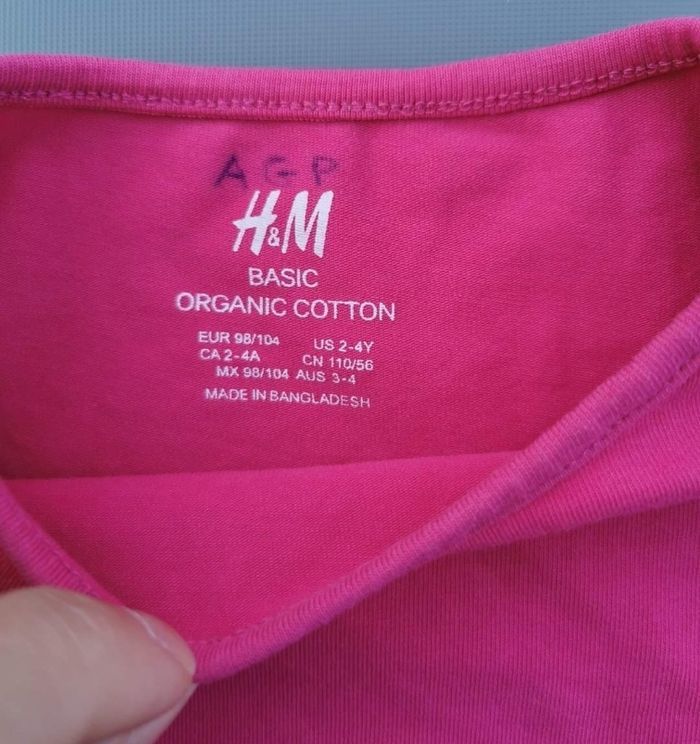 AGP
H&M
BASIC
ORGANIC COTTON
EUR 98/104 US 2-4Y
CA 2-4A CN 110/56
MX 98/104 AUS 3-4
MADE IN BANGLADESH